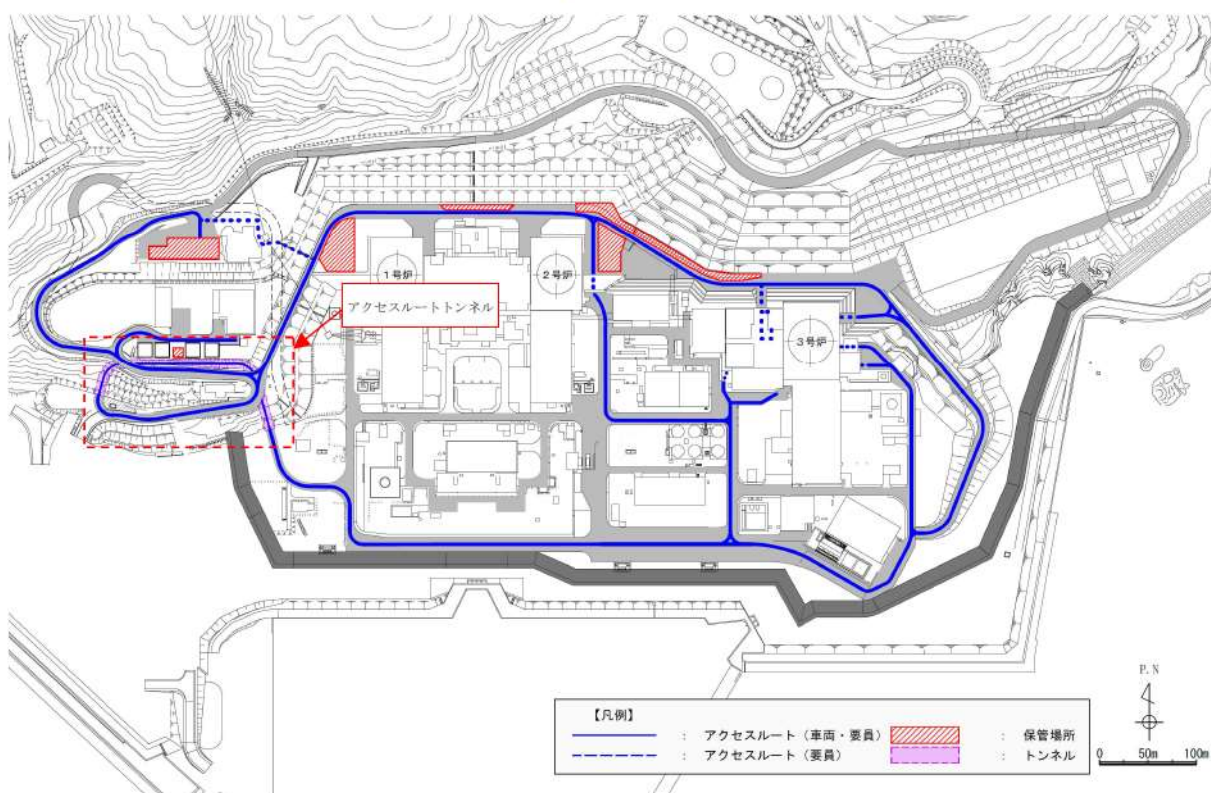 1号炉
2号炉
アクセスルートトンネル
3号炉
P.N
【凡例】
: アクセスルート（車両・要員）
: 保管場所
: アクセスルート（要員）
: トンネル
0 50m 100m